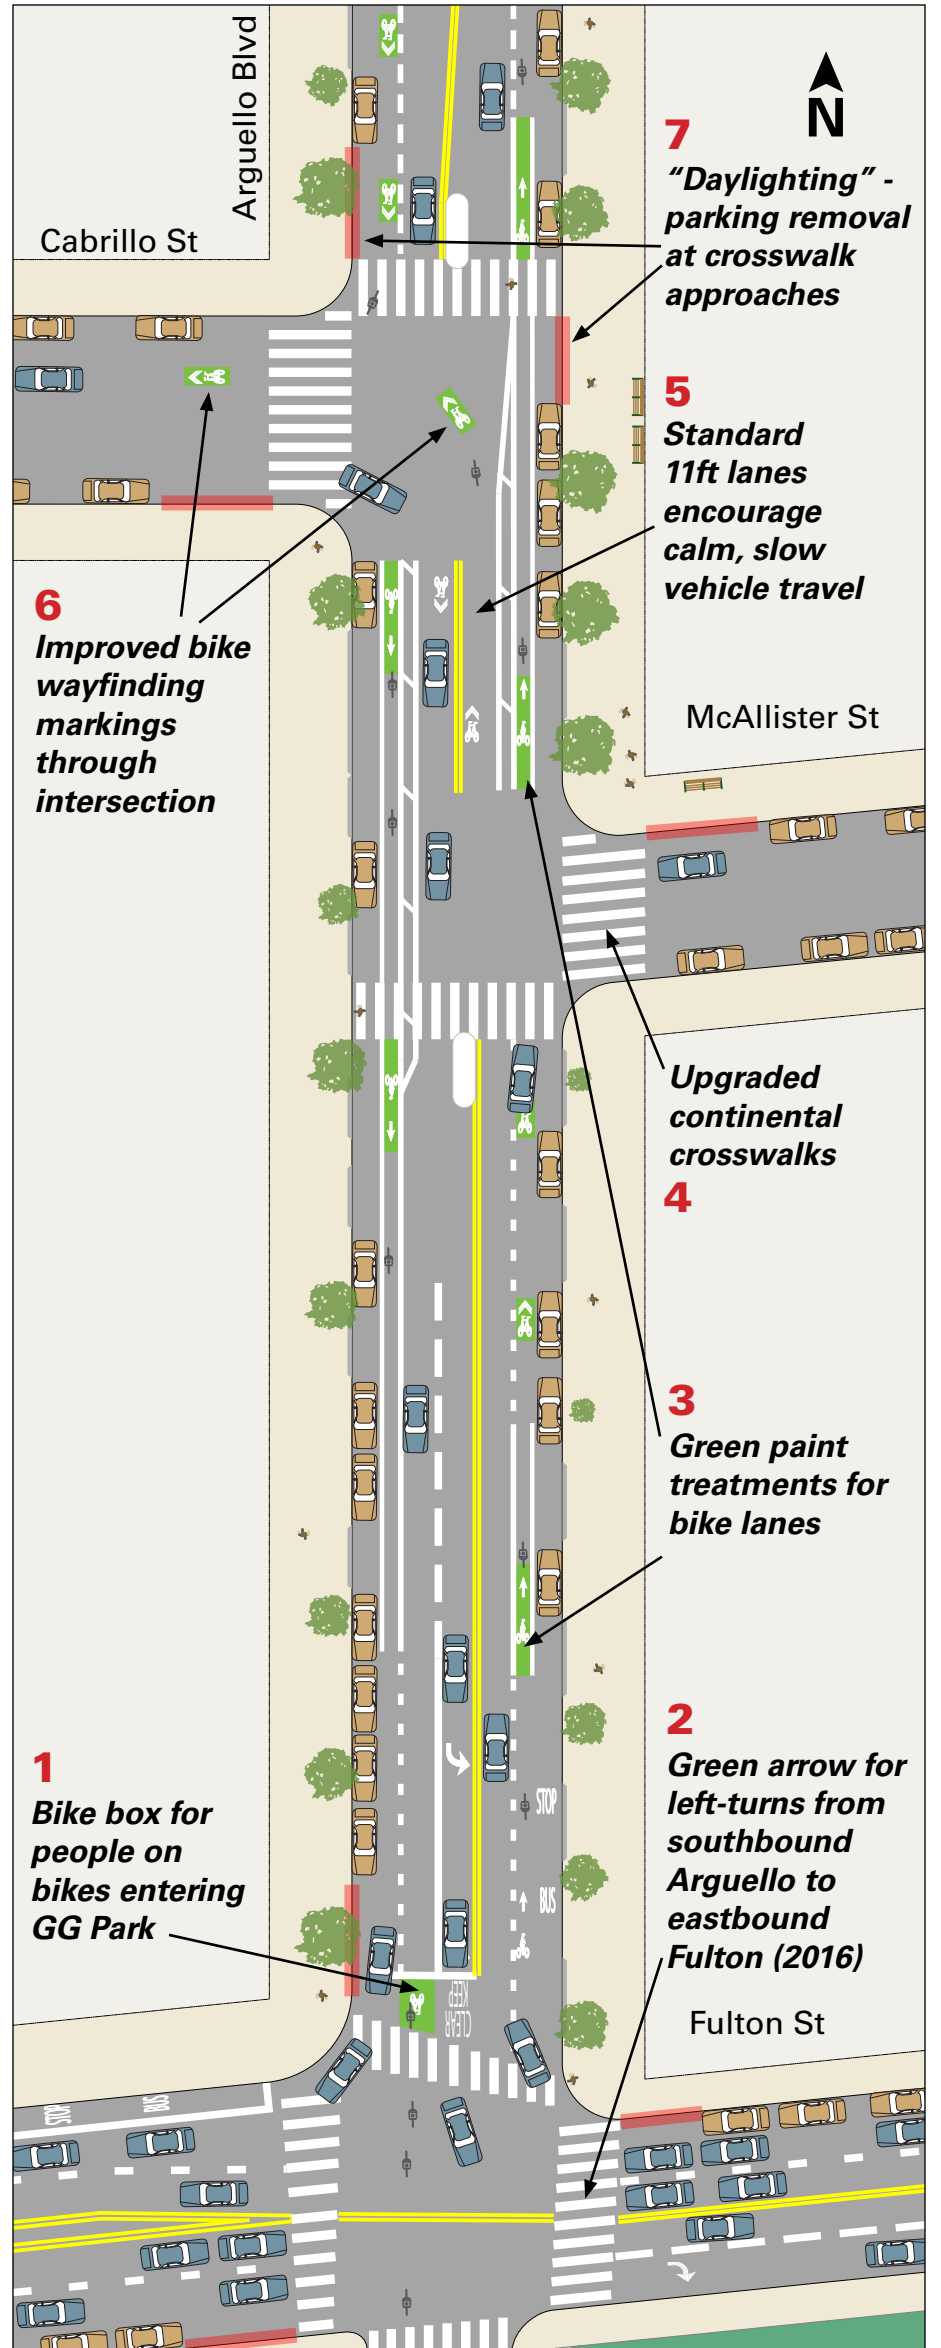 Arguello Blvd
N
Cabrillo St
7
“Daylighting” -
parking removal
at crosswalk
approaches
5
Standard
11ft lanes
encourage
calm, slow
vehicle travel
6
Improved bike
wayfinding
markings
through
intersection
McAllister St
Upgraded
continental
crosswalks
4
3
Green paint
treatments for
bike lanes
2
Green arrow for
left-turns from
southbound
Arguello to
eastbound
Fulton (2016)
1
Bike box for
people on
bikes entering
GG Park
STOP
BUS
KEEP
CLEAR
Fulton St
STOP
BUS